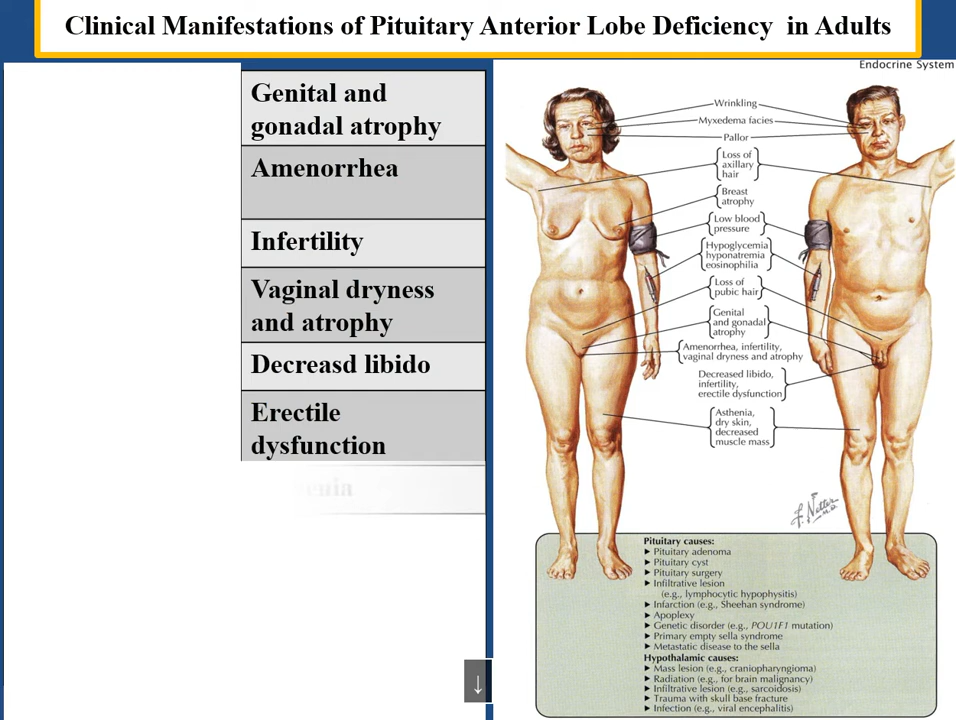 Clinical Manifestations of Pituitary Anterior Lobe Deficiency in Adults
Genital and
gonadal atrophy
Amenorrhea
Infertility
Vaginal dryness
and atrophy
Decreasd libido
Erectile
dysfunction
Endocrine System
Wrinkling
Myxedema facies
Pallor
Loss of
axillary
hair
Breast
atrophy
Low blood
pressure
Hypoglycemia
hyponatremia
eosinophilia
Loss of
pubic hair
Genital
and gonadal
atrophy
Amenorrhea, infertility,
vaginal dryness and atrophy
Decreased libido,
infertility,
erectile dysfunction
Asthenia,
dry skin,
decreased
muscle mass
F. Netter
M.D.
Pituitary causes:
► Pituitary adenoma
► Pituitary cyst
► Pituitary surgery
► Infiltrative lesion
(e.g., lymphocytic hypophysitis)
► Infarction (e.g., Sheehan syndrome)
► Apoplexy
► Genetic disorder (e.g., POU1F1 mutation)
► Primary empty sella syndrome
► Metastatic disease to the sella
Hypothalamic causes:
► Mass lesion (e.g., craniopharyngioma)
► Radiation (e.g., for brain malignancy)
► Infiltrative lesion (e.g., sarcoidosis)
► Trauma with skull base fracture
► Infection (e.g., viral encephalitis)
↓